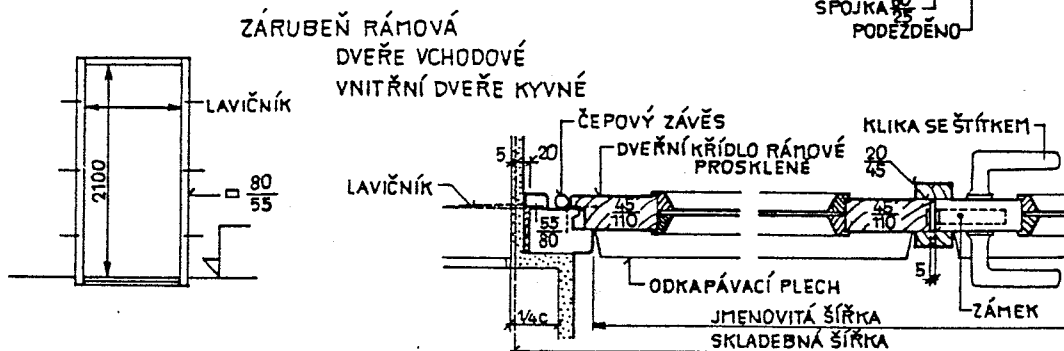 SPOJKA 80/25
PODEZDĚNO
ZÁRUBEŇ RÁMOVÁ
DVEŘE VCHODOVÉ
VNITŘNÍ DVEŘE KYVNÉ
LAVIČNÍK
2100
80/55
ČEPOVÝ ZÁVĚS
KLIKA SE ŠTÍTKEM
5
20
DVEŘNÍ KŘÍDLO RÁMOVÉ
PROSKLENÉ
20/45
LAVIČNÍK
55/80
45/110
45/110
5
ODKAPÁVACÍ PLECH
ZÁMEK
1/4C
JMENOVITÁ ŠÍŘKA
SKLADEBNÁ ŠÍŘKA